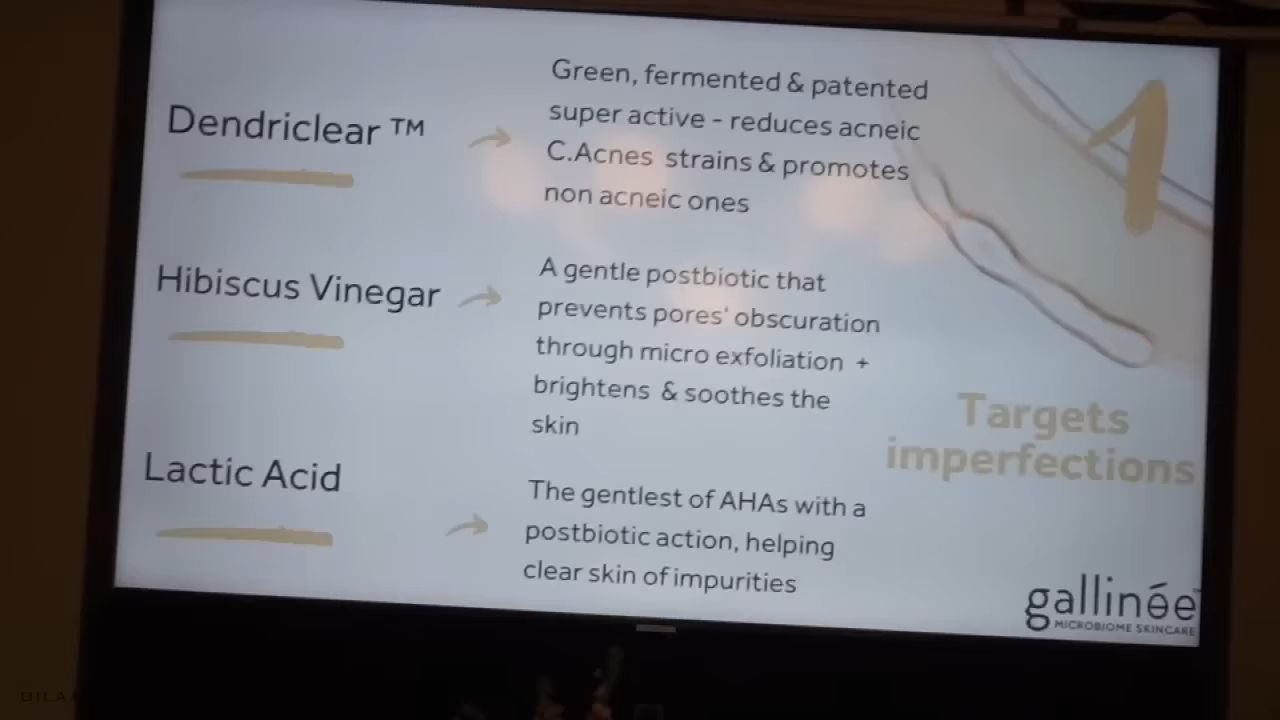 Dendriclear ™
Green, fermented & patented
super active - reduces acneic
C.Acnes strains & promotes
non acneic ones
Hibiscus Vinegar
A gentle postbiotic that
prevents pores' obscuration
through micro exfoliation +
brightens & soothes the
skin
Lactic Acid
The gentlest of AHAs with a
postbiotic action, helping
clear skin of impurities
1
Targets
imperfections
gallinée
MICROBIOME SKINCARE